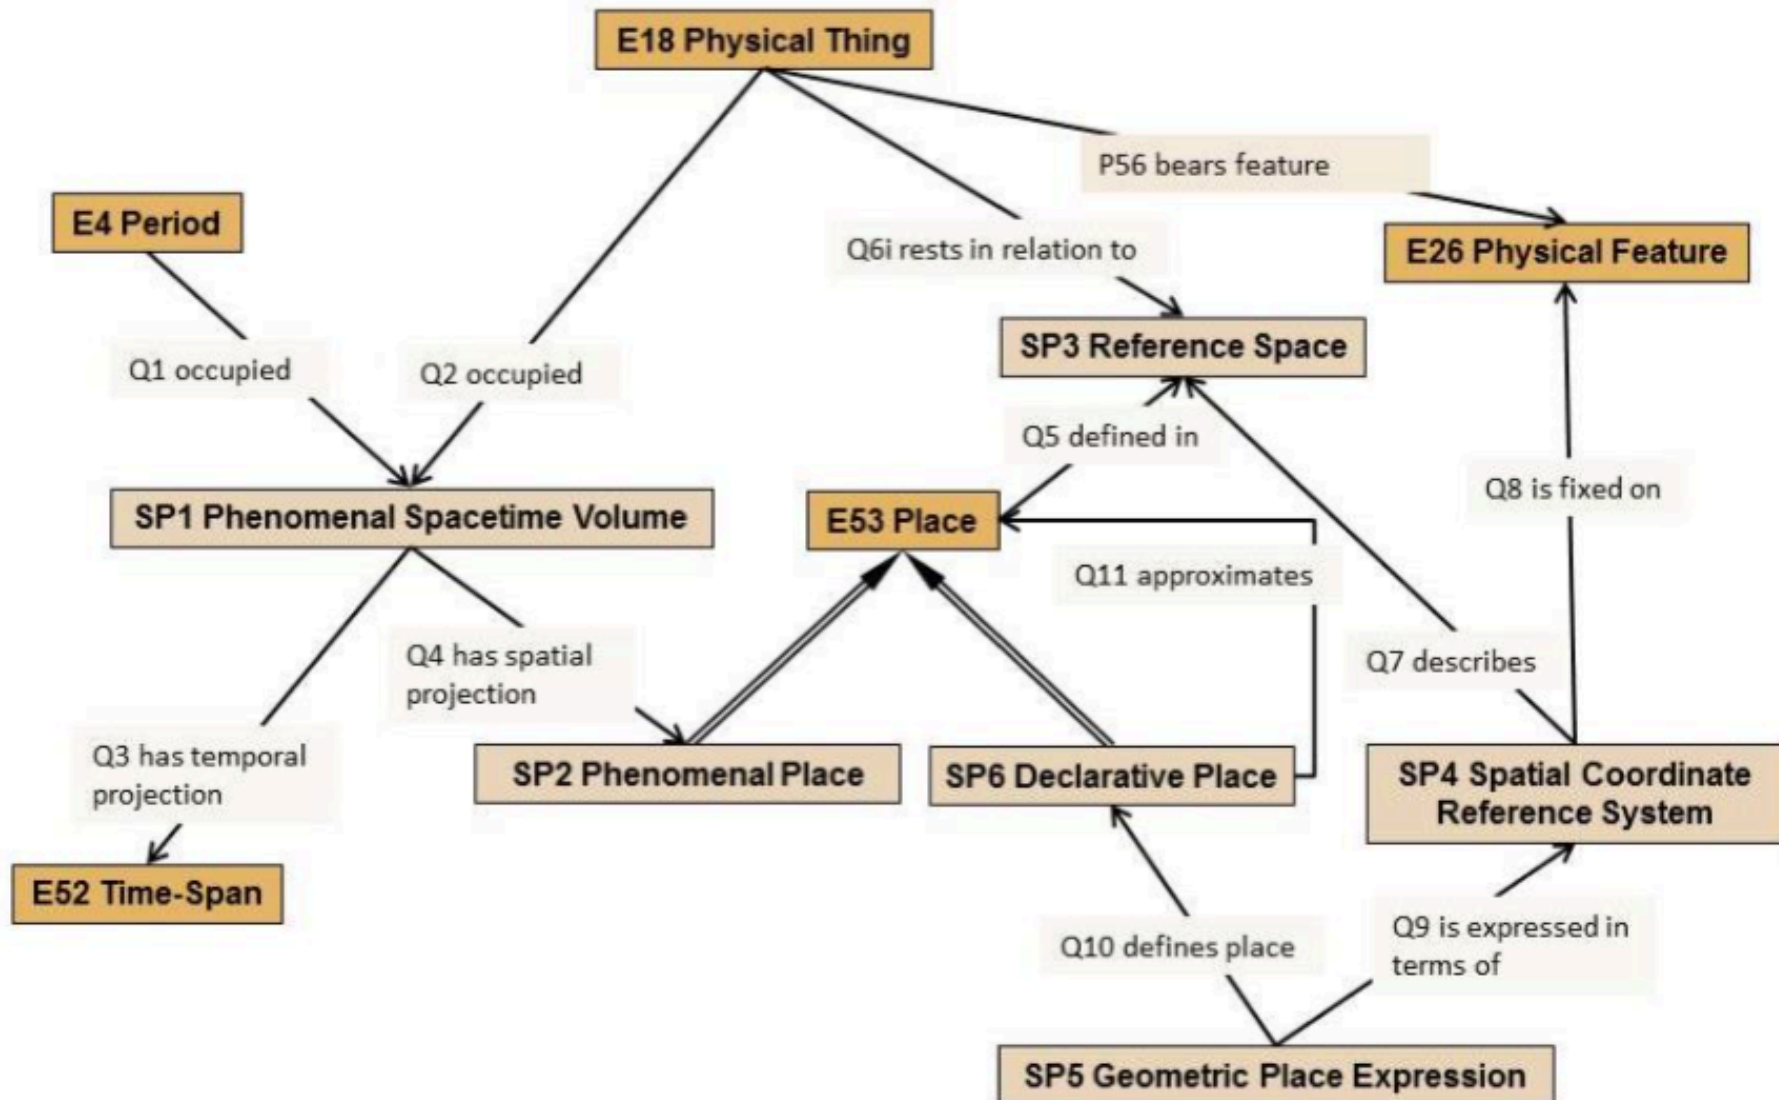 E18 Physical Thing
P56 bears feature
E4 Period
Q6i rests in relation to
E26 Physical Feature
SP3 Reference Space
Q1 occupied
Q2 occupied
Q5 defined in
Q8 is fixed on
SP1 Phenomenal Spacetime Volume
E53 Place
Q11 approximates
Q4 has spatial
projection
Q7 describes
Q3 has temporal
projection
SP2 Phenomenal Place
SP6 Declarative Place
SP4 Spatial Coordinate
Reference System
E52 Time-Span
Q10 defines place
Q9 is expressed in
terms of
SP5 Geometric Place Expression